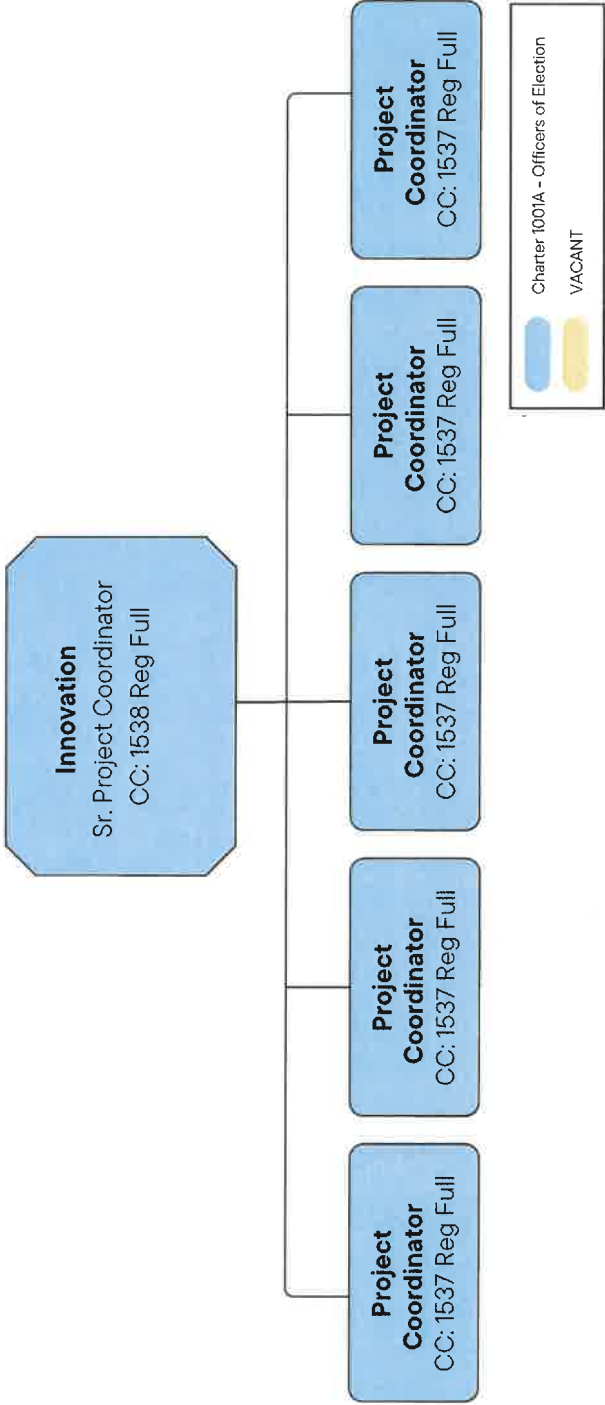 Innovation
Sr. Project Coordinator
CC: 1538 Reg Full
Project
Coordinator
CC: 1537 Reg Full
Project
Coordinator
CC: 1537 Reg Full
Project
Coordinator
CC: 1537 Reg Full
Project
Coordinator
CC: 1537 Reg Full
Project
Coordinator
CC: 1537 Reg Full
Charter 1001A - Officers of Election
VACANT